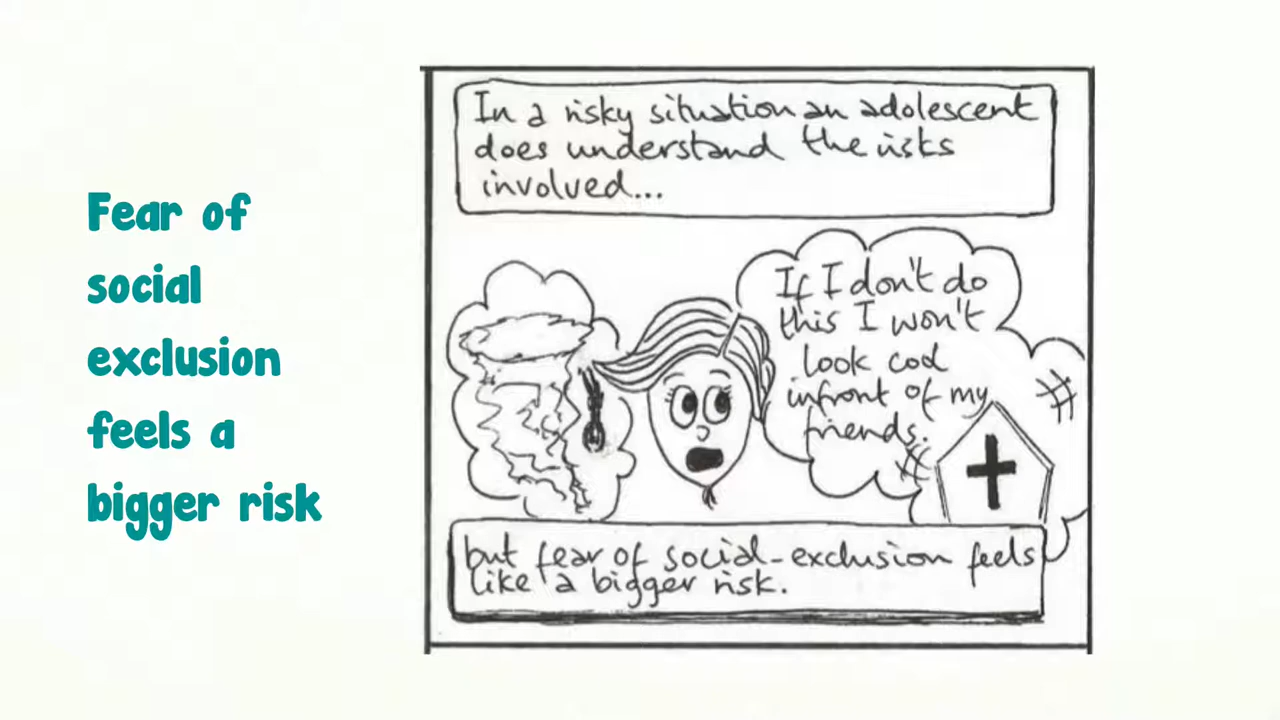 Fear of
social
exclusion
feels a
bigger risk
In a risky situation an adolescent
does understand the risks
involved...
If I don't do
this I won't
look cool
infront of my
friends.
but fear of social-exclusion feels
like a bigger risk.